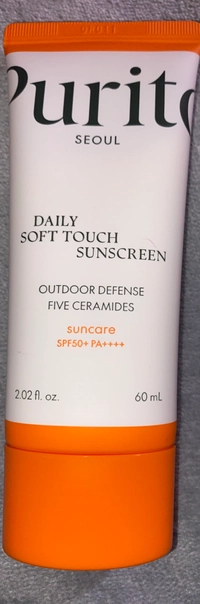 Purito
SEOUL
DAILY
SOFT TOUCH
SUNSCREEN
OUTDOOR DEFENSE
FIVE CERAMIDES
suncare
SPF50+ PA++++
2.02 fl. oz. 60 mL